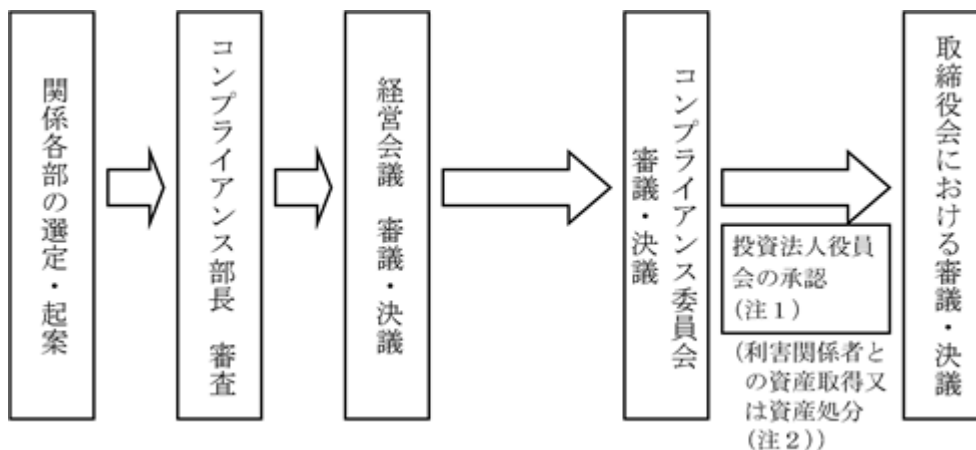 関係各部の選定・起案
コンプライアンス部長　審査
経営会議　審議・決議
コンプライアンス委員会
審議・決議
投資法人役員
会の承認
(注１)
(利害関係者と
の資産取得又
は資産処分
(注２))
取締役会における審議・決議